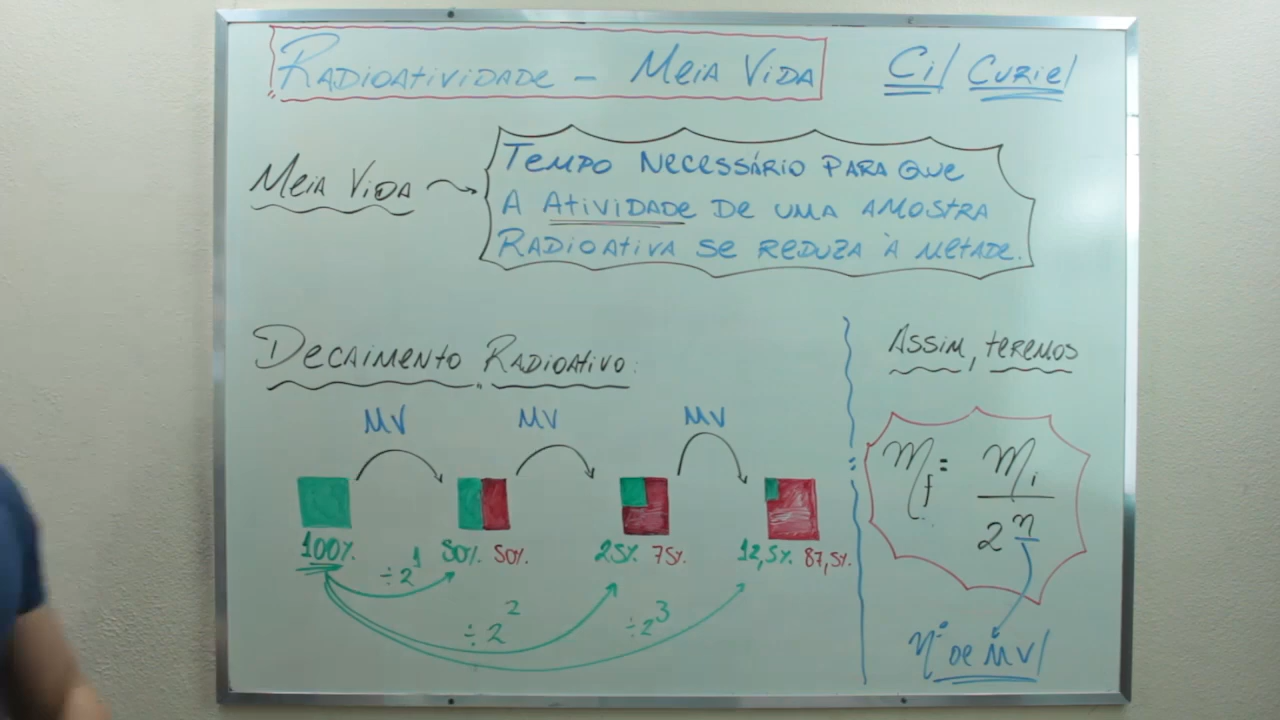 Radioatividade - Meia Vida
Ci/ Curie/
Meia Vida
Tempo necessário para que
a atividade de uma amostra
radioativa se reduza à metade.
Decaimento Radioativo:
MV MV MV
100%. 50%. 50%. 25%. 75%. 12,5%. 87,5%.
÷2¹
÷2²
÷2³
Assim, teremos
mf = mi
2ⁿ
nº de MV/